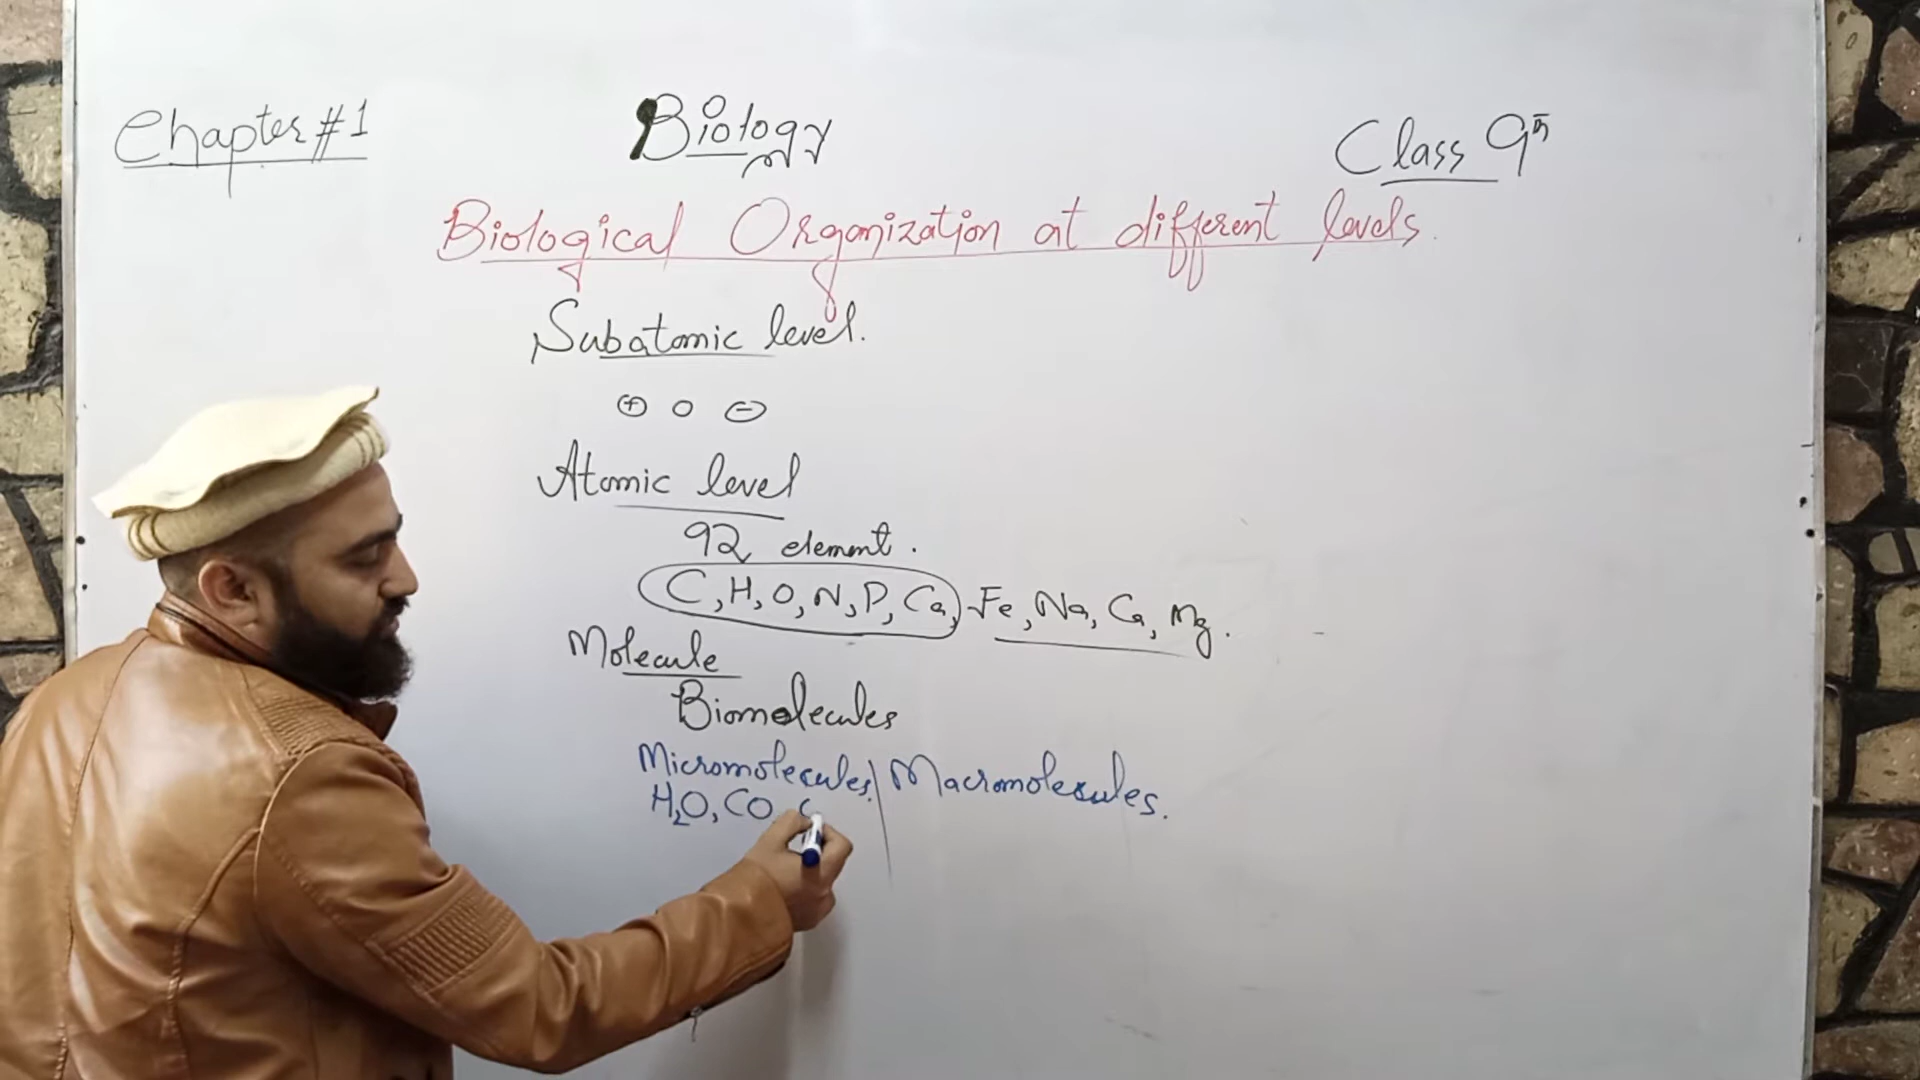 Chapter #1
Biology
Class 9th
Biological Organization at different levels.
Subatomic level.
+ o -
Atomic level
92 element.
C, H, O, N, P, Ca, Fe, Na, Ca, Mg.
Molecule
Biomolecules
Micromolecules / Macromolecules.
H₂O, CO